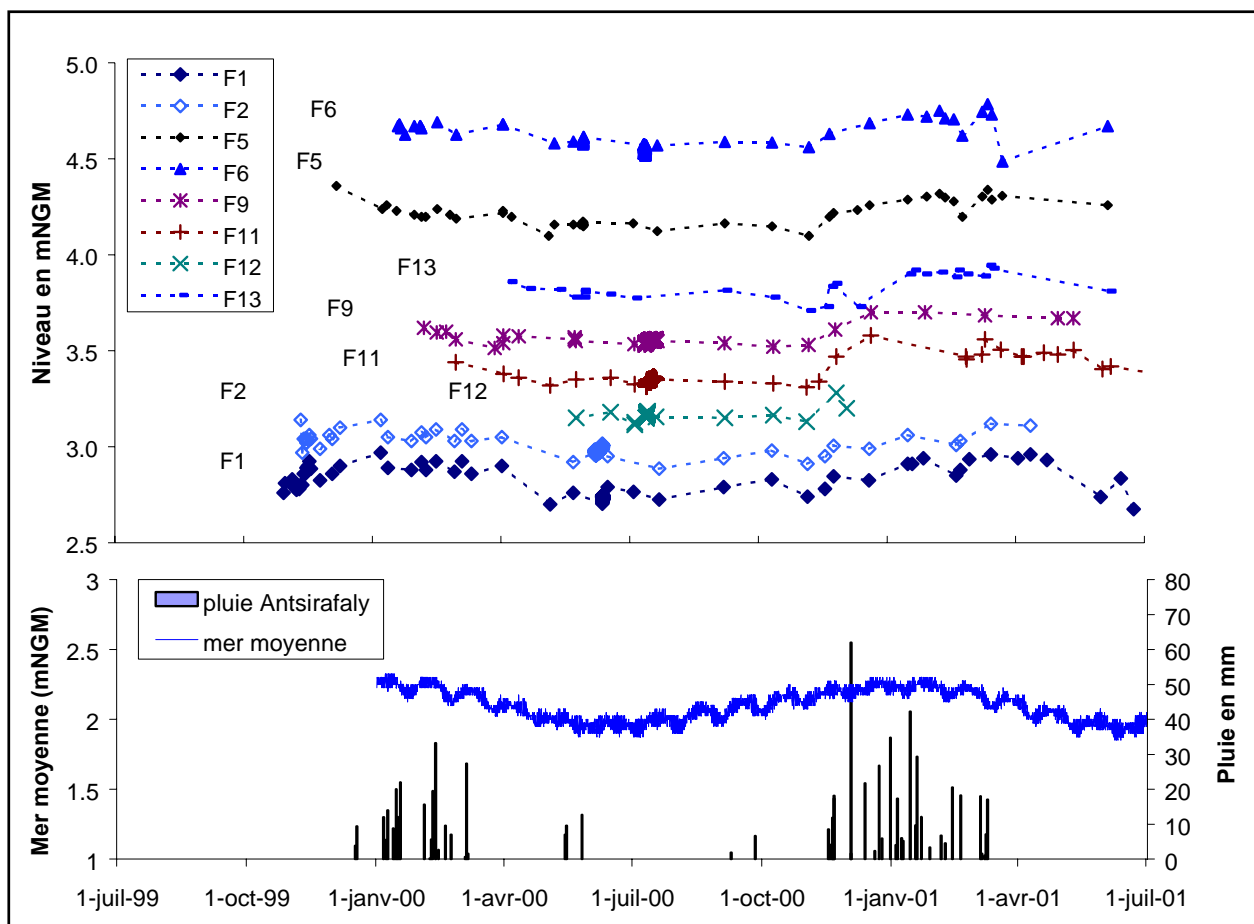 Niveau en mNGM
5.0
4.5
4.0
3.5
3.0
2.5
F1
F2
F5
F6
F9
F11
F12
F13
F6
F5
F13
F9
F11
F2
F12
F1
Mer moyenne (mNGM)
3
2.5
2
1.5
1
pluie Antsirafaly
mer moyenne
80
70
60
50
40
30
20
10
0
Pluie en mm
1-juil-99
1-oct-99
1-janv-00
1-avr-00
1-juil-00
1-oct-00
1-janv-01
1-avr-01
1-juil-01